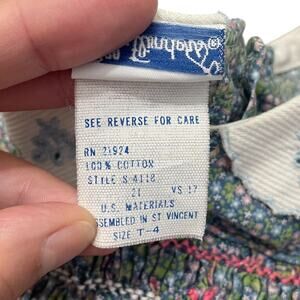 SEE REVERSE FOR CARE
RN 21924
100% COTTON
STYLE S 4118
21 VS 17
U.S. MATERIALS
ASSEMBLED IN ST VINCENT
SIZE T-4